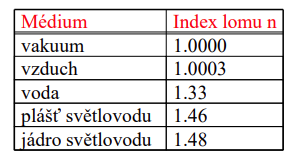 Médium Index lomu n
vakuum 1.0000
vzduch 1.0003
voda 1.33
plášť světlovodu 1.46
jádro světlovodu 1.48